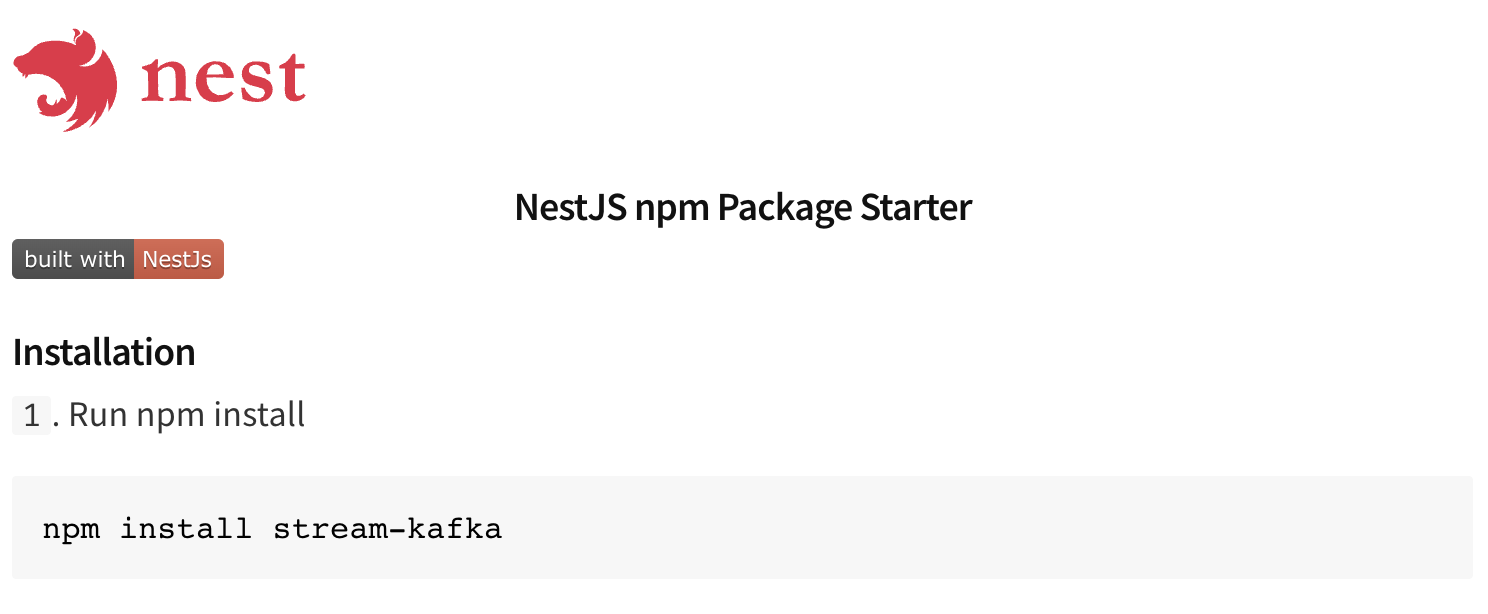 nest
NestJS npm Package Starter
built with NestJs
Installation
1. Run npm install
npm install stream-kafka